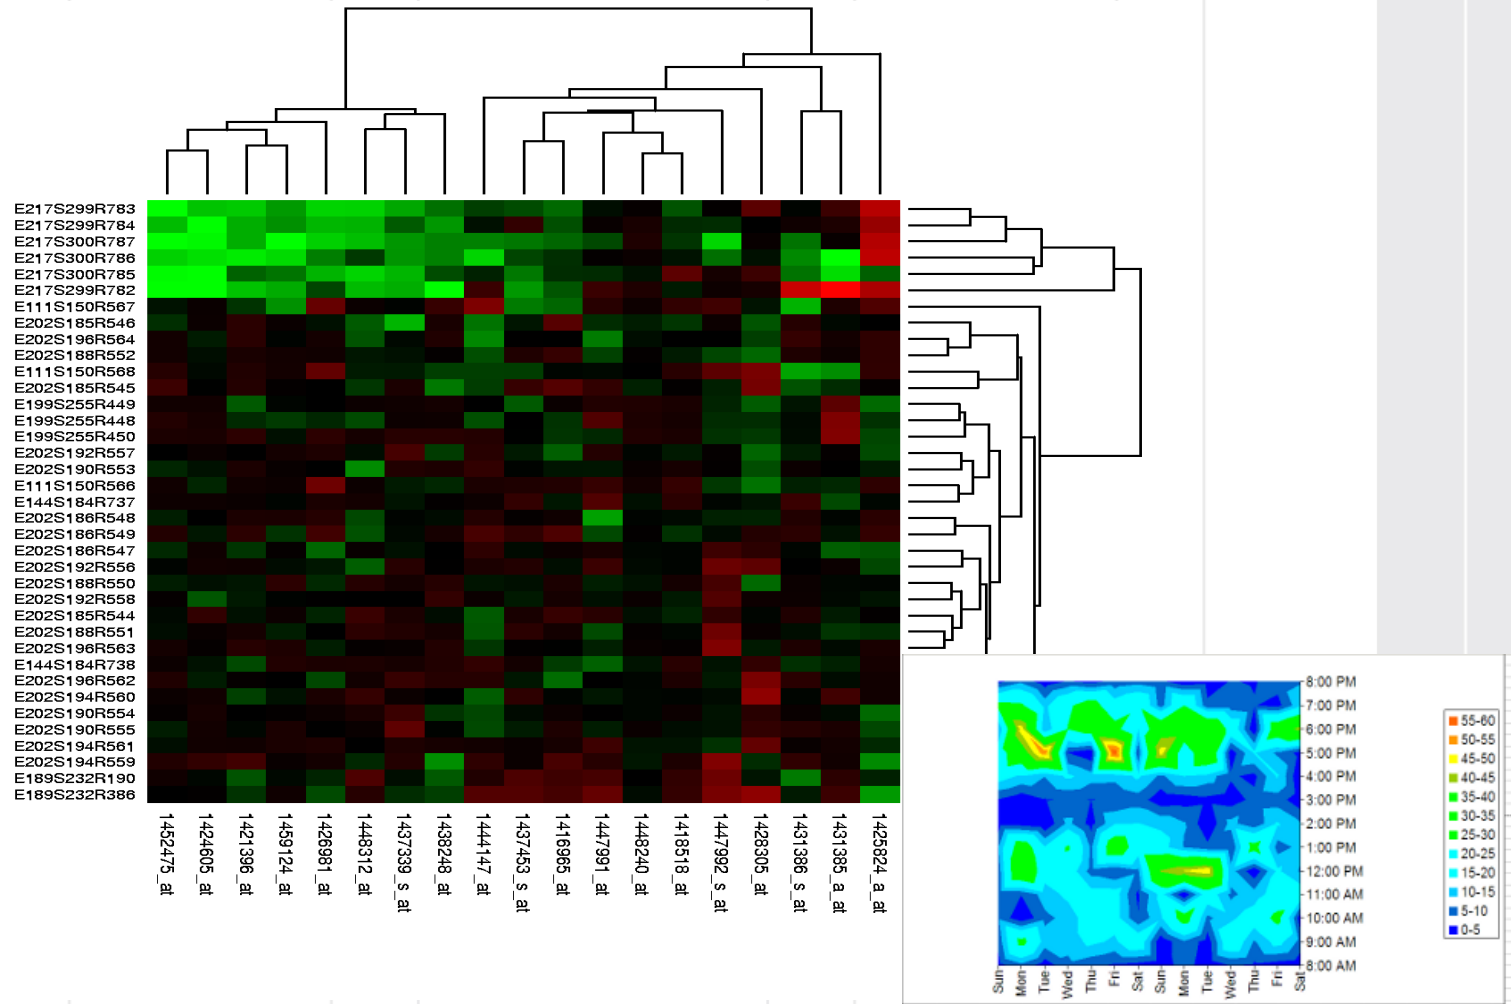 E217S299R783
E217S299R784
E217S300R787
E217S300R786
E217S300R785
E217S299R782
E111S150R567
E202S185R546
E202S196R564
E202S188R552
E111S150R568
E202S185R545
E199S255R449
E199S255R448
E199S255R450
E202S192R557
E202S190R553
E111S150R566
E144S184R737
E202S186R548
E202S186R549
E202S186R547
E202S192R556
E202S188R550
E202S192R558
E202S185R544
E202S188R551
E202S196R563
E144S184R738
E202S196R562
E202S194R560
E202S190R554
E202S190R555
E202S194R561
E202S194R559
E189S232R190
E189S232R386
1452475_at
1424605_at
1421396_at
1459124_at
1426981_at
1448312_at
1437339_s_at
1438248_at
1444147_at
1437453_s_at
1416965_at
1447991_at
1448240_at
1418518_at
1447992_s_at
1428305_at
1431386_s_at
1431385_a_at
1425824_a_at
8:00 PM
7:00 PM
6:00 PM
5:00 PM
4:00 PM
3:00 PM
2:00 PM
1:00 PM
12:00 PM
11:00 AM
10:00 AM
9:00 AM
8:00 AM
Sun
Mon
Tue
Wed
Thu
Fri
Sat
Sun
Mon
Tue
Wed
Thu
Fri
Sat
55-60
50-55
45-50
40-45
35-40
30-35
25-30
20-25
15-20
10-15
5-10
0-5